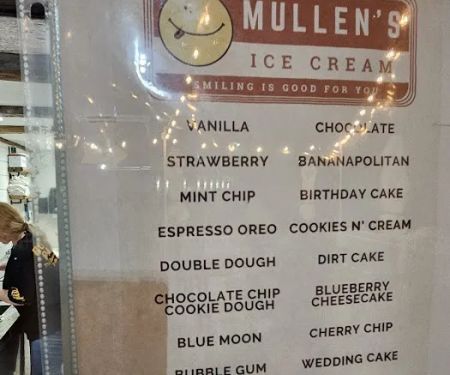 MULLEN'S
ICE CREAM
SMILING IS GOOD FOR YOU
VANILLA CHOCOLATE
STRAWBERRY BANANAPOLITAN
MINT CHIP BIRTHDAY CAKE
ESPRESSO OREO COOKIES N' CREAM
DOUBLE DOUGH DIRT CAKE
CHOCOLATE CHIP BLUEBERRY
COOKIE DOUGH CHEESECAKE
BLUE MOON CHERRY CHIP
BUBBLE GUM WEDDING CAKE